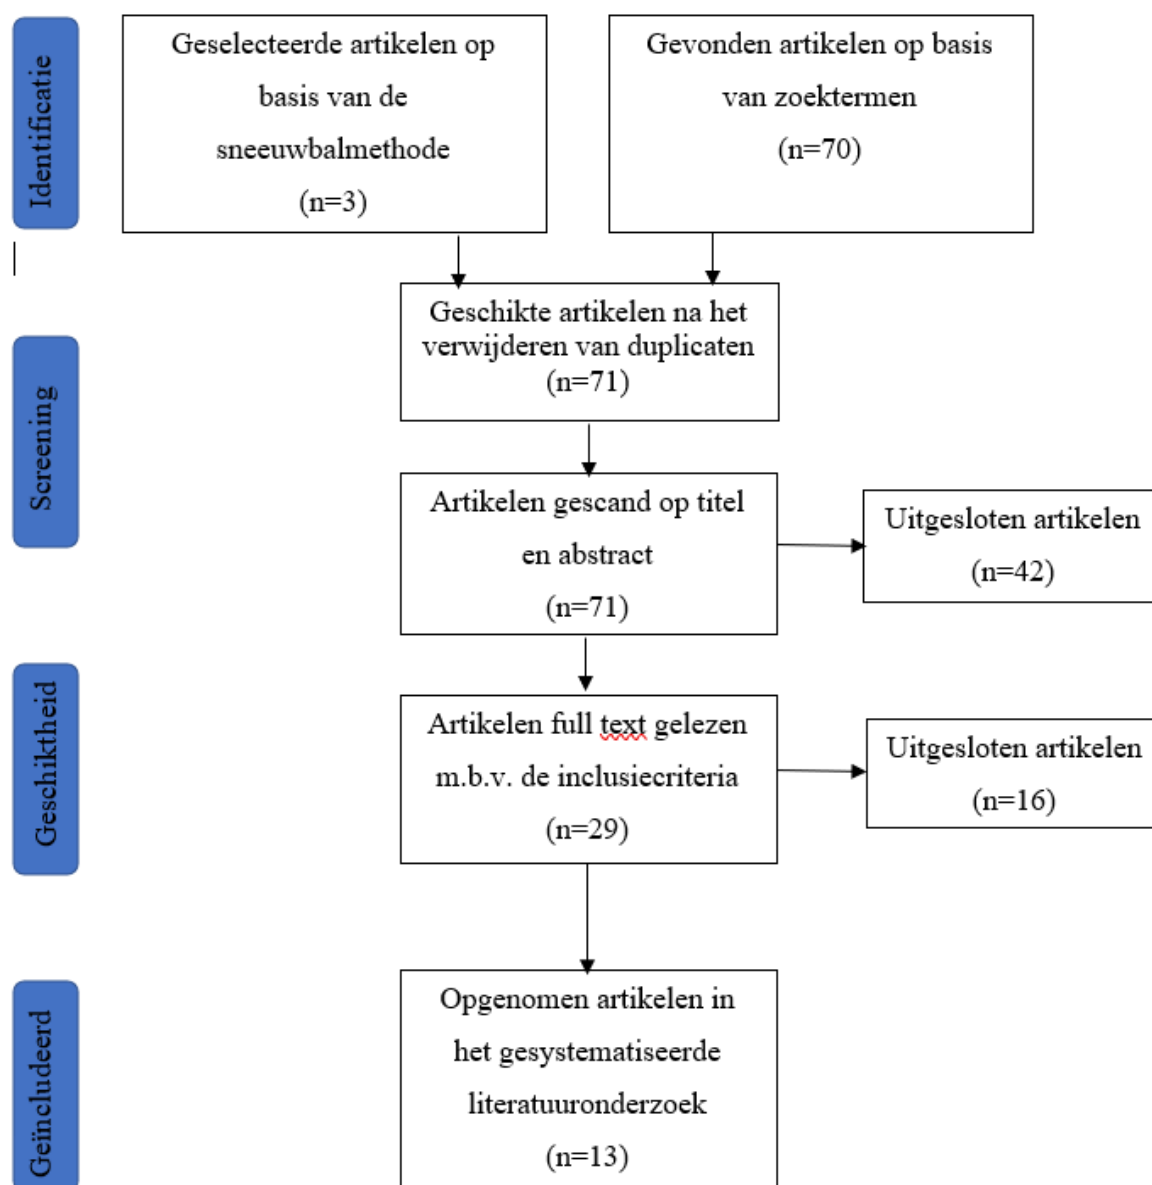 Identificatie
Geselecteerde artikelen op
basis van de
sneeuwbalmethode
(n=3)
Gevonden artikelen op basis
van zoektermen
(n=70)
Screening
Geschikte artikelen na het
verwijderen van duplicaten
(n=71)
Artikelen gescand op titel
en abstract
(n=71)
Uitgesloten artikelen
(n=42)
Geschiktheid
Artikelen full text gelezen
m.b.v. de inclusiecriteria
(n=29)
Uitgesloten artikelen
(n=16)
Geïncludeerd
Opgenomen artikelen in
het gesystematiseerde
literatuuronderzoek
(n=13)